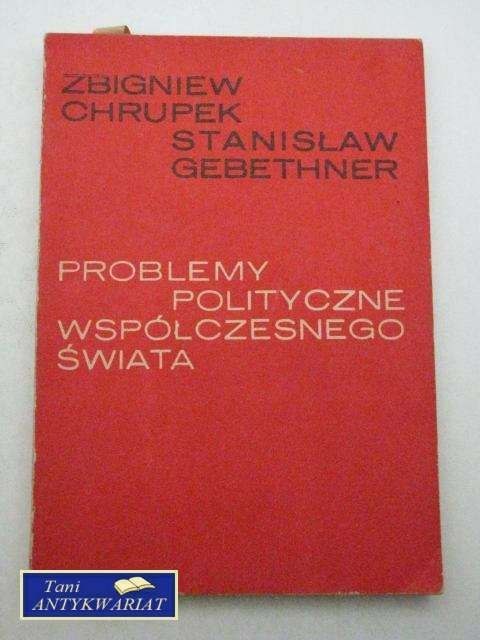 ZBIGNIEW
CHRUPEK
STANISŁAW
GEBETHNER
PROBLEMY
POLITYCZNE
WSPÓŁCZESNEGO
ŚWIATA
Tani
ANTYKWARIAT